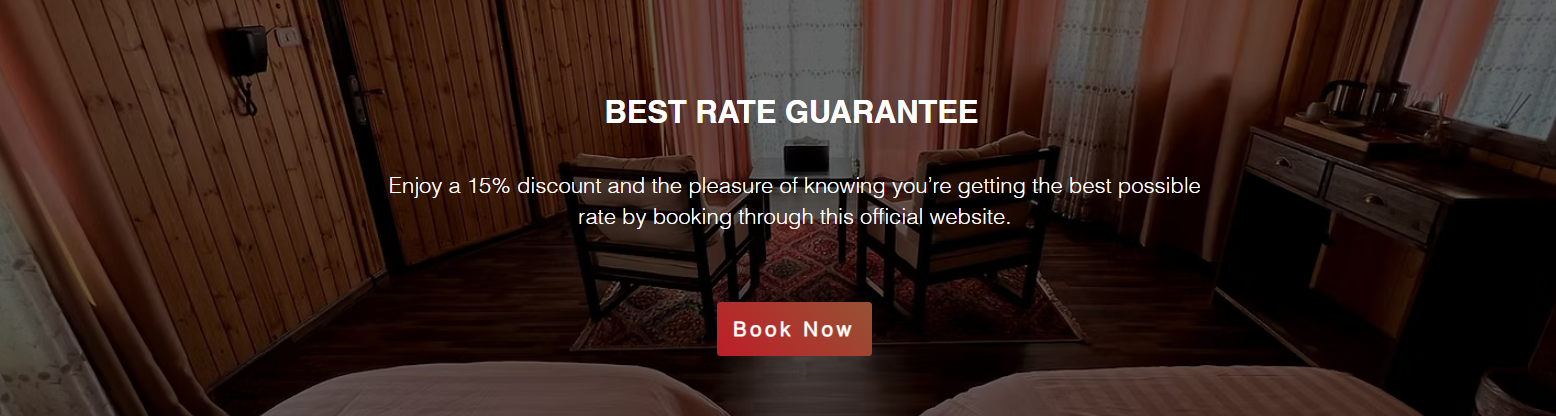 BEST RATE GUARANTEE
Enjoy a 15% discount and the pleasure of knowing you’re getting the best possible
rate by booking through this official website.
Book Now